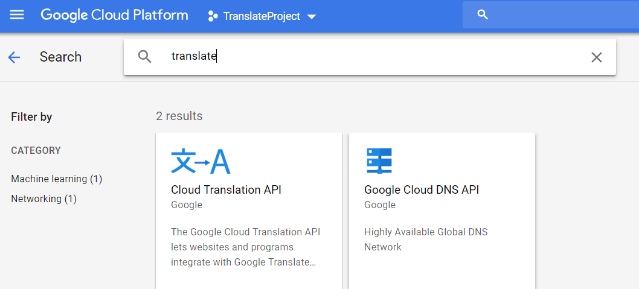 Google Cloud Platform TranslateProject
Search translate
Filter by
CATEGORY
Machine learning (1)
Networking (1)
2 results
文→A
Cloud Translation API
Google
The Google Cloud Translation API
lets websites and programs
integrate with Google Translate...
Google Cloud DNS API
Google
Highly Available Global DNS
Network